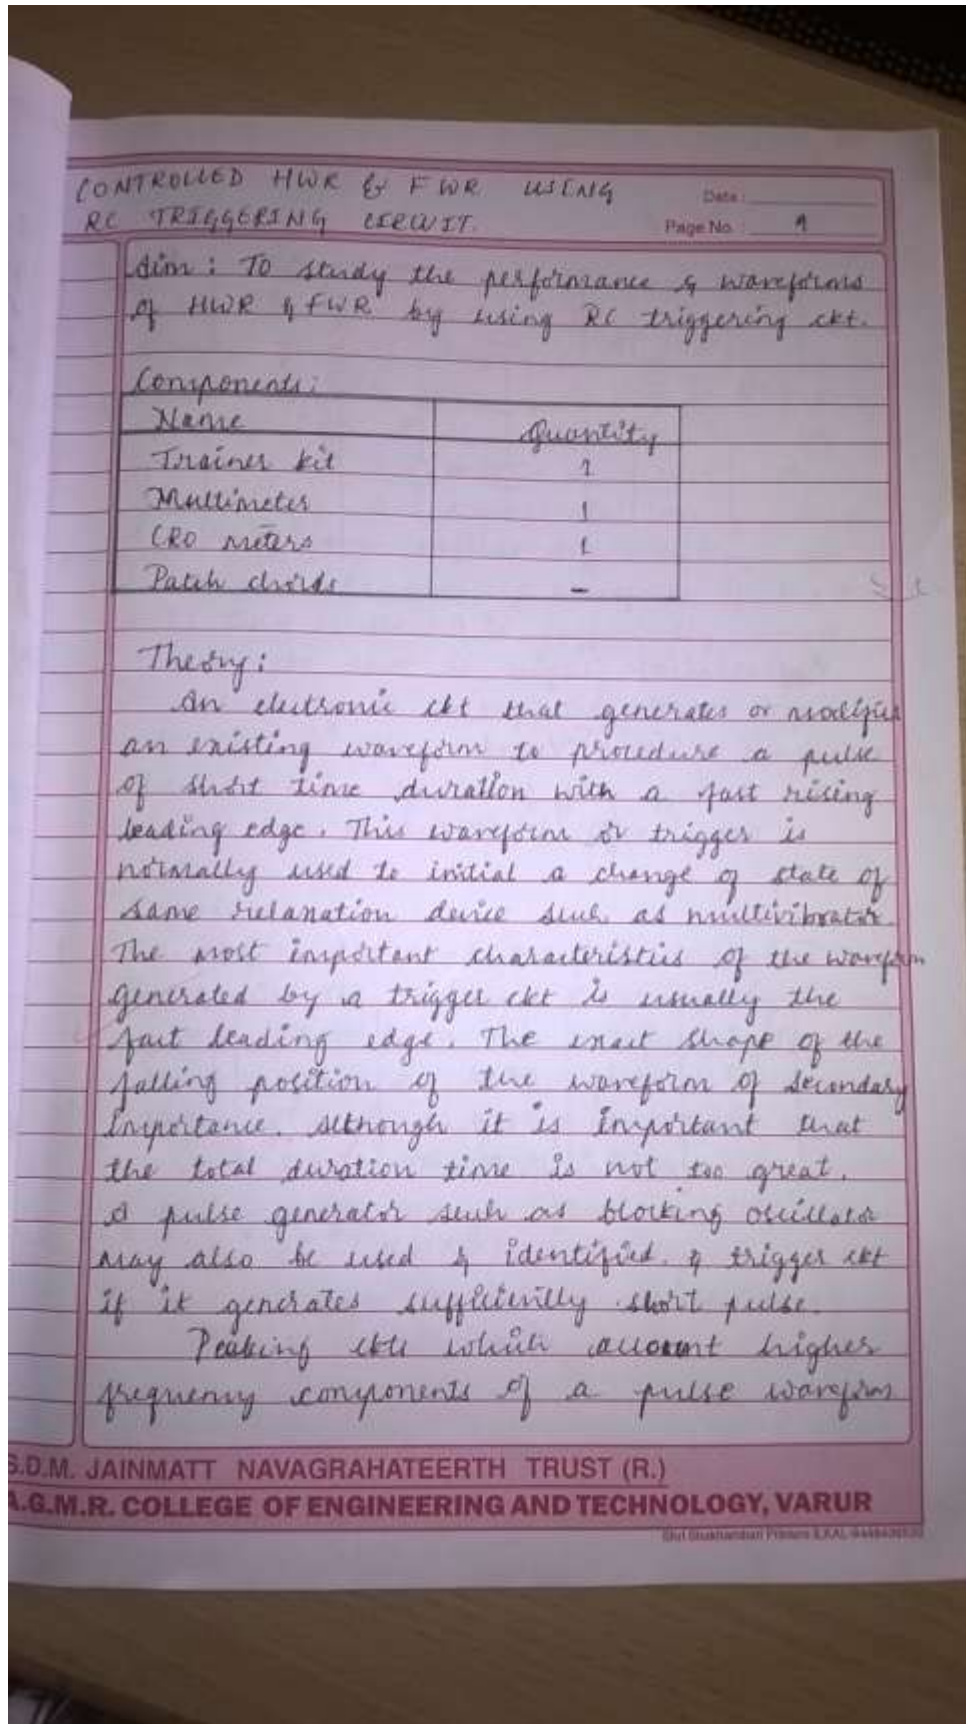 CONTROLLED HWR & FWR USING
RC TRIGGERING CIRUIT.
Date:
Page No. 1
Aim: To study the performance & waveforms
of HWR & FWR by using RC triggering ckt.
Components:
Name Quantity
Trainer kit 1
Multimeter 1
CRO meters 1
Patch chords -
Theory:
An electronic ckt that generates or modifies
an existing waveform to procedure a pulse
of short time duration with a fast rising
leading edge. This waveform or trigger is
normally used to initial a change of state of
same relaxation device such as multivibrator.
The most important characteristics of the waveform
generated by a trigger ckt is usually the
fast leading edge. The exact shape of the
falling position of the waveform of secondary
importance. although it is important that
the total duration time is not too great.
A pulse generator such as blocking oscillator
may also be used & identified & trigger ckt
if it generates sufficiently short pulse.
Peaking ckts which account higher
frequency components of a pulse waveform
S.D.M. JAINMATT NAVAGRAHATEERTH TRUST (R.)
A.G.M.R. COLLEGE OF ENGINEERING AND TECHNOLOGY, VARUR